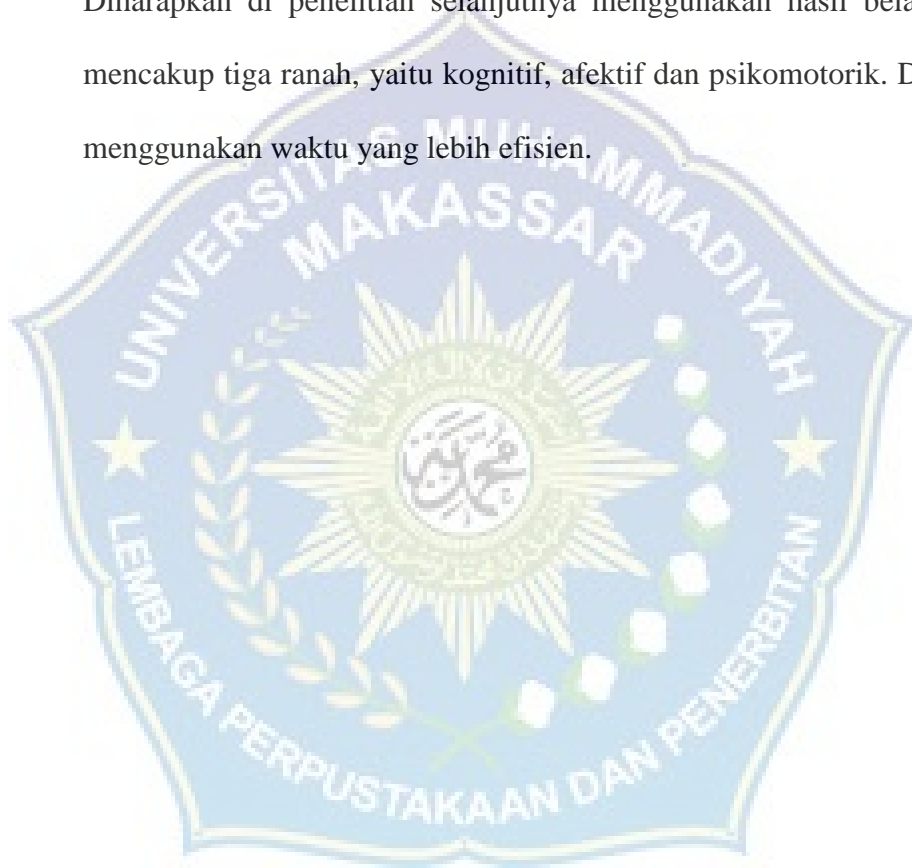 Diharapkan di penelitian selanjutnya menggunakan hasil
mencakup tiga ranah, yaitu kognitif, afektif dan psikomotorik.
menggunakan waktu yang lebih efisien.
UNIVERSITAS MUHAMMADIYAH
MAKASSAR
LEMBAGA PERPUSTAKAAN DAN PENERBITAN